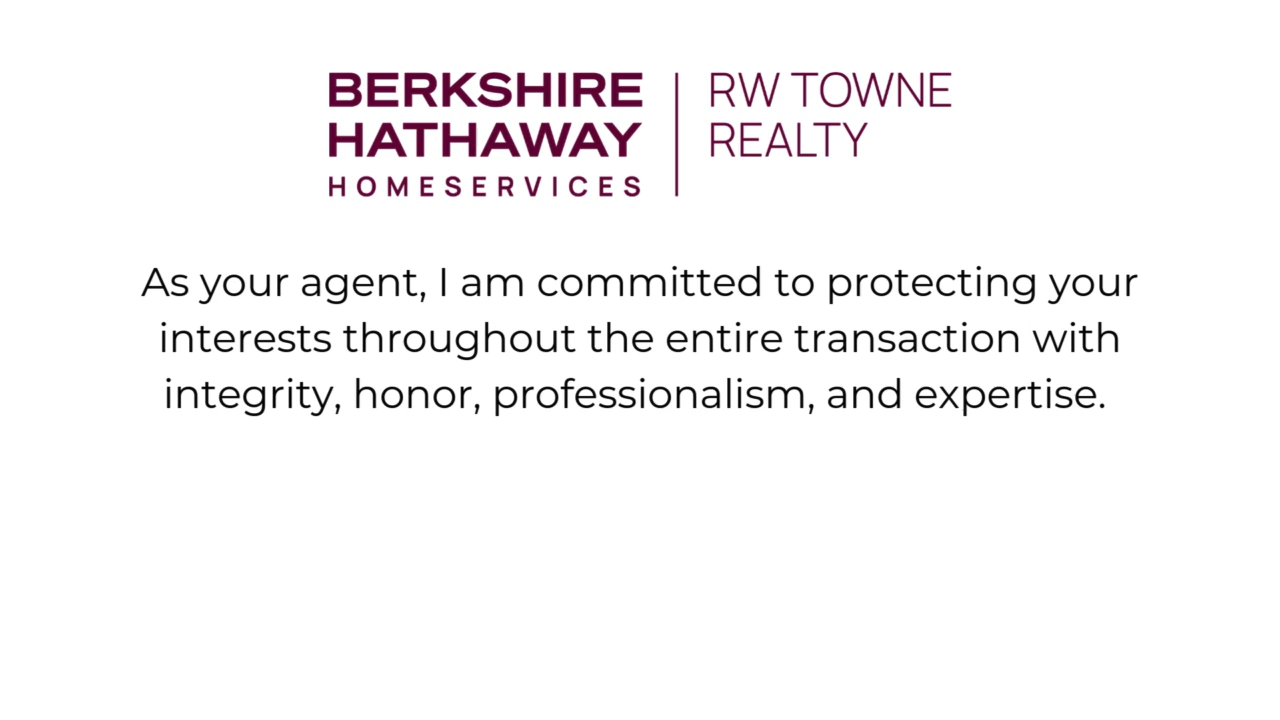 BERKSHIRE
HATHAWAY
HOMESERVICES
RW TOWNE
REALTY
As your agent, I am committed to protecting your
interests throughout the entire transaction with
integrity, honor, professionalism, and expertise.